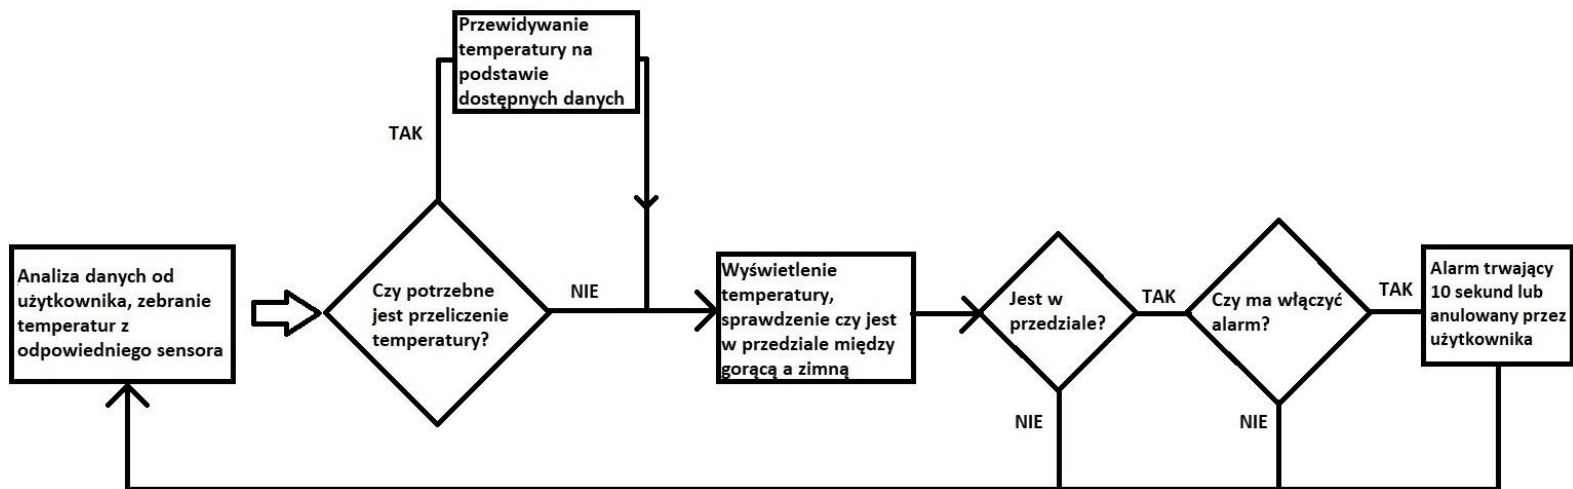 Przewidywanie
temperatury na
podstawie
dostępnych danych
TAK
Analiza danych od
użytkownika, zebranie
temperatur z
odpowiedniego sensora
Czy potrzebne
jest przeliczenie
temperatury?
NIE
Wyświetlenie
temperatury,
sprawdzenie czy jest
w przedziale między
gorącą a zimną
Jest w
przedziale?
TAK
NIE
Czy ma włączyć
alarm?
TAK
NIE
Alarm trwający
10 sekund lub
anulowany przez
użytkownika